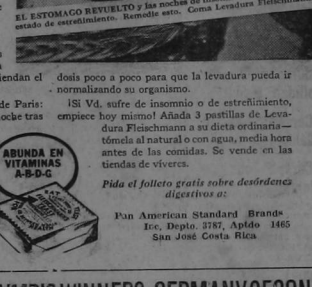 EL ESTOMAGO REVUELTO y las noches de
estado de estreñimiento. Remedie esto. Coma Levadura Fleischm
iendan el
de Paris:
oche tras
dosis poco a poco para que la levadura pueda ir
normalizando su organismo.
¡Si Vd. sufre de insomnio o de estreñimiento,
empiece hoy mismo! Añada 3 pastillas de Leva-
dura Fleischmann a su dieta ordinaria—
tómela al natural o con agua, media hora
antes de las comidas. Se vende en las
tiendas de víveres.
ABUNDA EN
VITAMINAS
A-B-D-G
Pida el folleto gratis sobre desórdenes
digestivos a:
Pan American Standard Brands
Inc, Depto. 3787, Aptdo 1465
San José Costa Rica